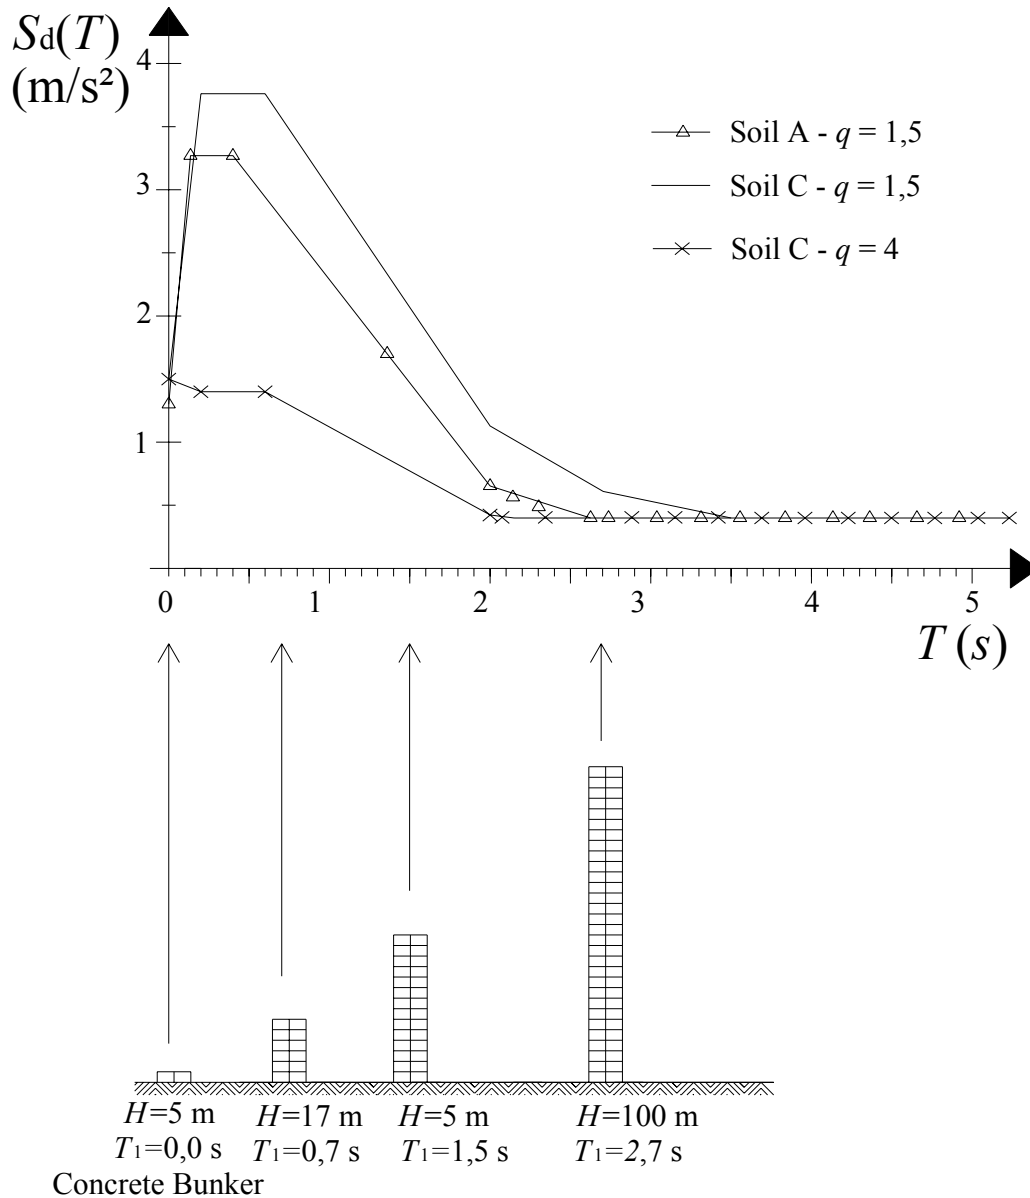 Sd(T)
(m/s²)
4
3
2
1
Soil A - q = 1,5
Soil C - q = 1,5
Soil C - q = 4
0 1 2 3 4 5
T (s)
H=5 m H=17 m H=5 m H=100 m
T1=0,0 s T1=0,7 s T1=1,5 s T1=2,7 s
Concrete Bunker